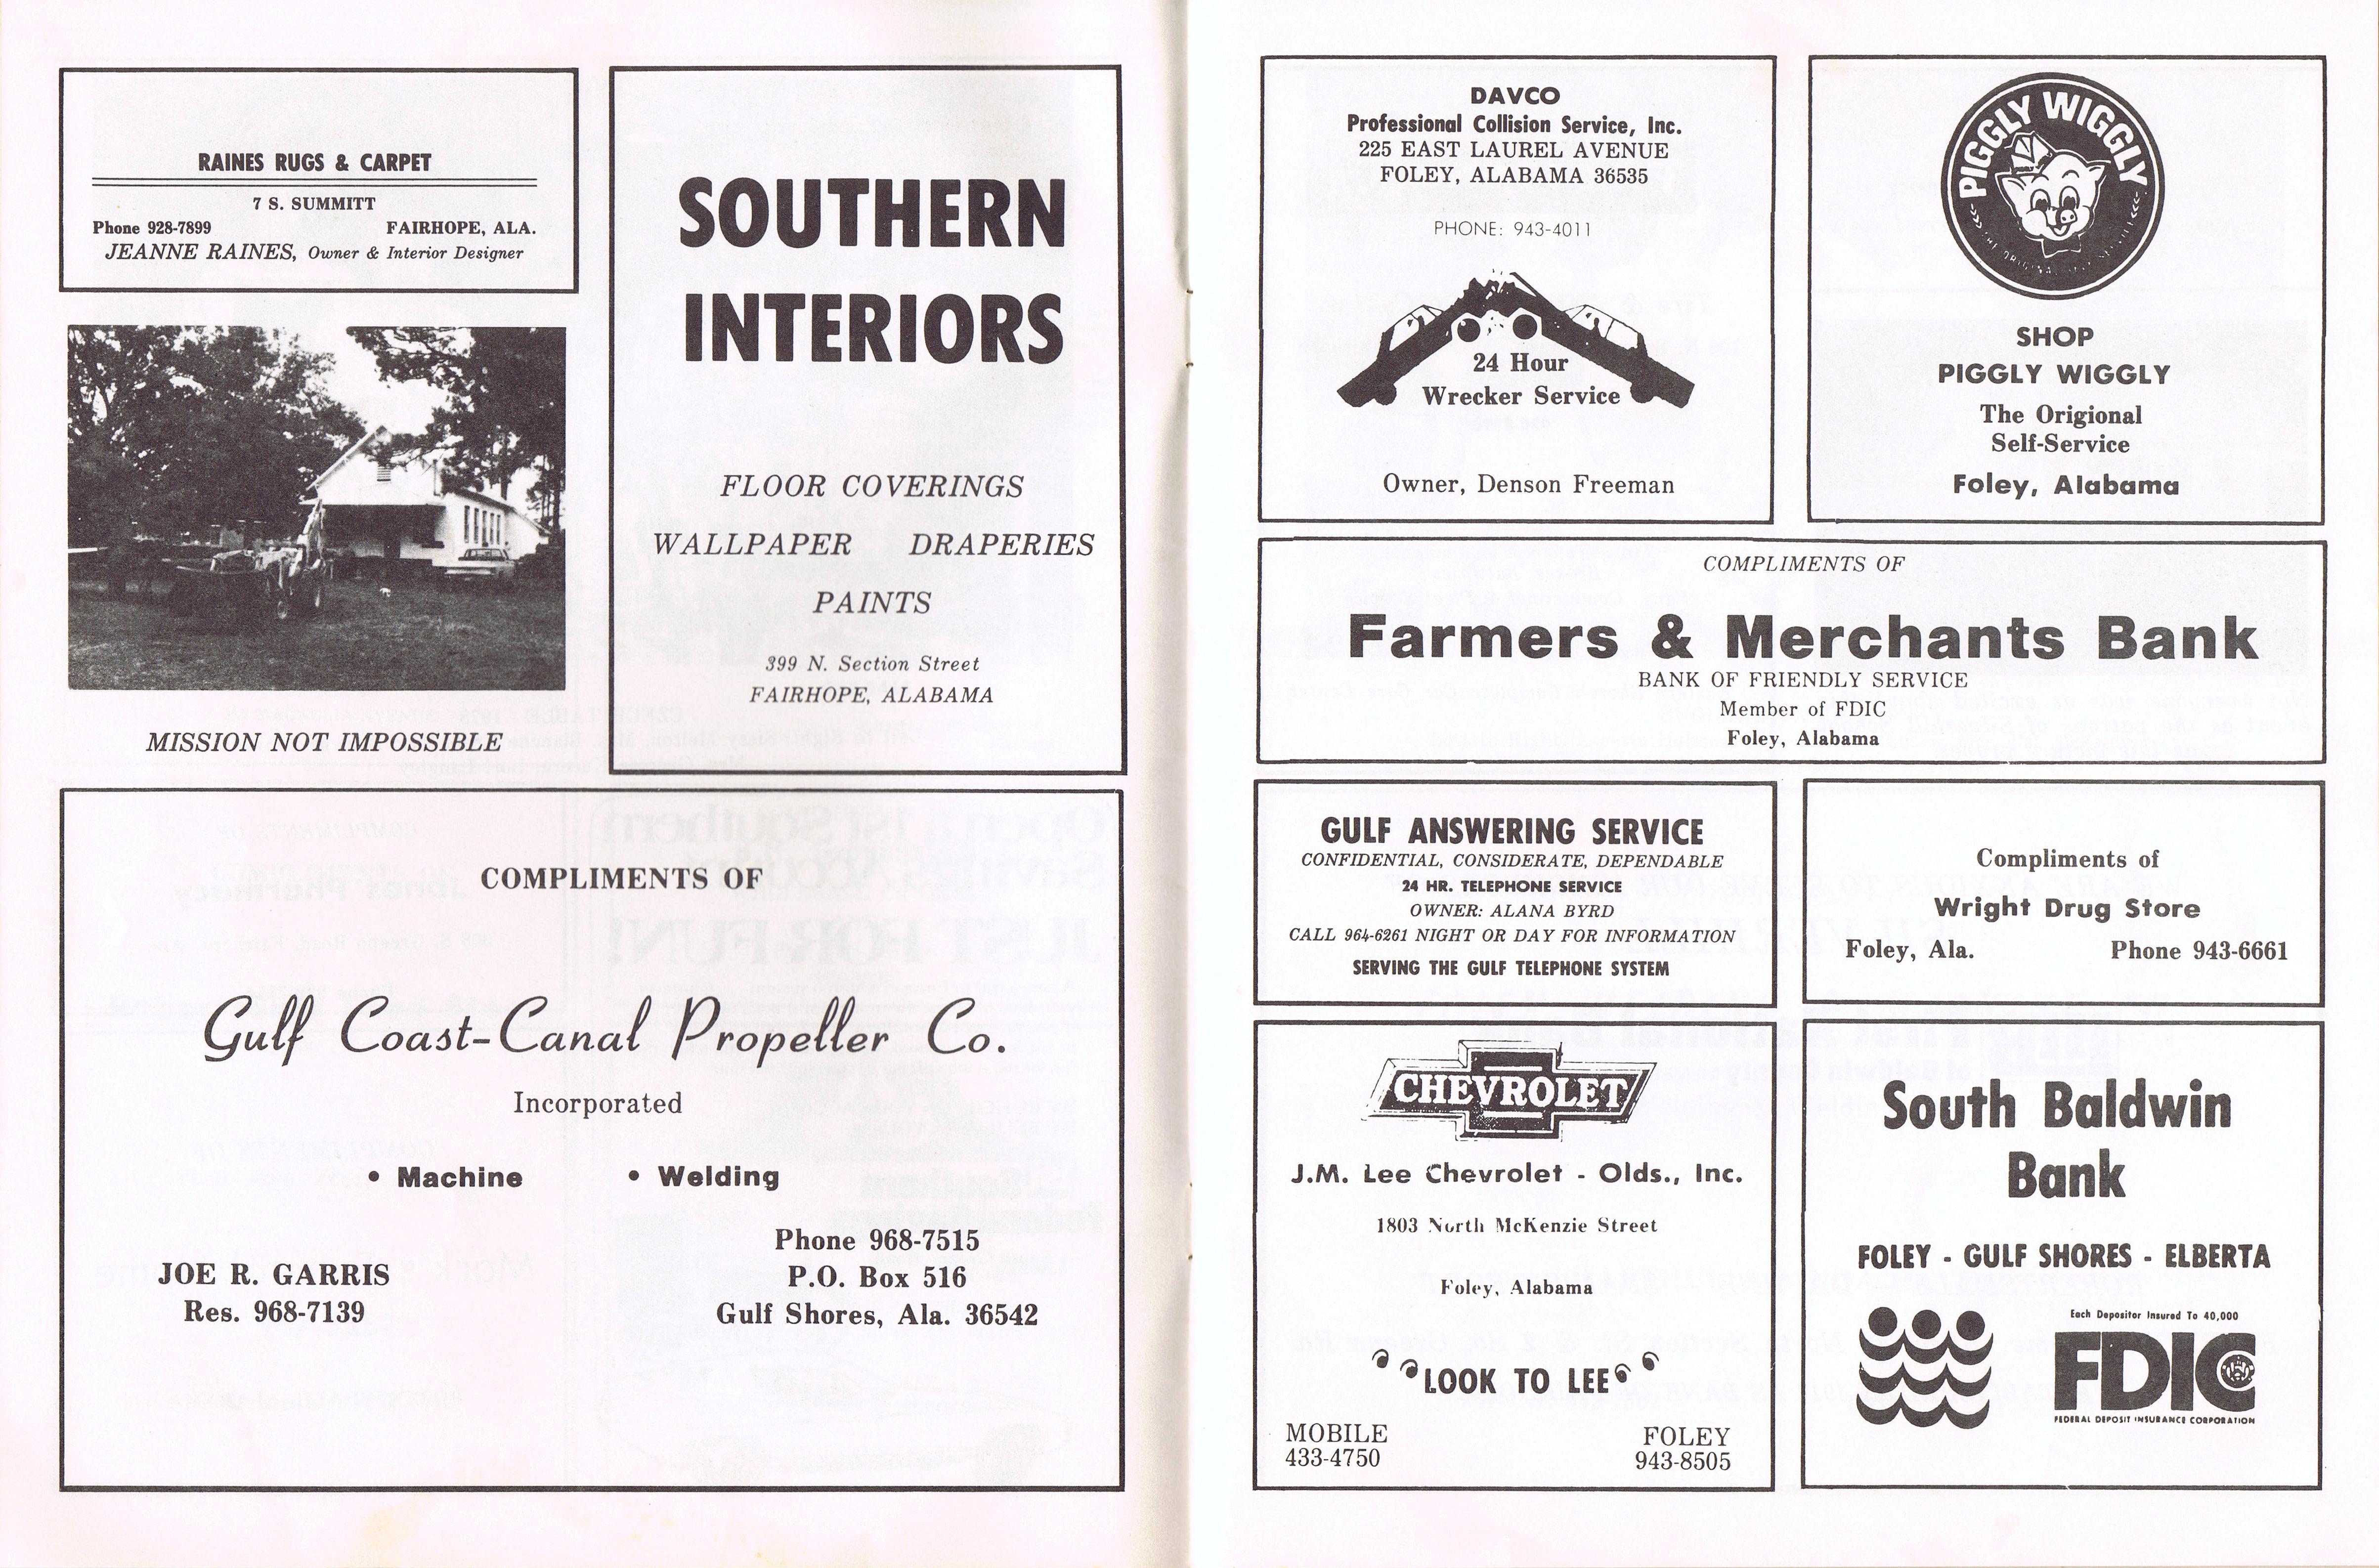 RAINES RUGS & CARPET
7 S. SUMMITT
Phone 928-7899 FAIRHOPE, ALA.
JEANNE RAINES, Owner & Interior Designer
MISSION NOT IMPOSSIBLE
SOUTHERN
INTERIORS
FLOOR COVERINGS
WALLPAPER DRAPERIES
PAINTS
399 N. Section Street
FAIRHOPE, ALABAMA
COMPLIMENTS OF
Gulf Coast-Canal Propeller Co.
Incorporated
• Machine • Welding
JOE R. GARRIS
Res. 968-7139
Phone 968-7515
P.O. Box 516
Gulf Shores, Ala. 36542
DAVCO
Professional Collision Service, Inc.
225 EAST LAUREL AVENUE
FOLEY, ALABAMA 36535
PHONE: 943-4011
24 Hour
Wrecker Service
Owner, Denson Freeman
PIGGLY WIGGLY
SHOP
PIGGLY WIGGLY
The Origional
Self-Service
Foley, Alabama
COMPLIMENTS OF
Farmers & Merchants Bank
BANK OF FRIENDLY SERVICE
Member of FDIC
Foley, Alabama
GULF ANSWERING SERVICE
CONFIDENTIAL, CONSIDERATE, DEPENDABLE
24 HR. TELEPHONE SERVICE
OWNER: ALANA BYRD
CALL 964-6261 NIGHT OR DAY FOR INFORMATION
SERVING THE GULF TELEPHONE SYSTEM
Compliments of
Wright Drug Store
Foley, Ala. Phone 943-6661
CHEVROLET
J.M. Lee Chevrolet - Olds., Inc.
1803 North McKenzie Street
Foley, Alabama
LOOK TO LEE
MOBILE
433-4750
FOLEY
943-8505
South Baldwin
Bank
FOLEY - GULF SHORES - ELBERTA
Each Depositor Insured To 40,000
FDIC
FEDERAL DEPOSIT INSURANCE CORPORATION